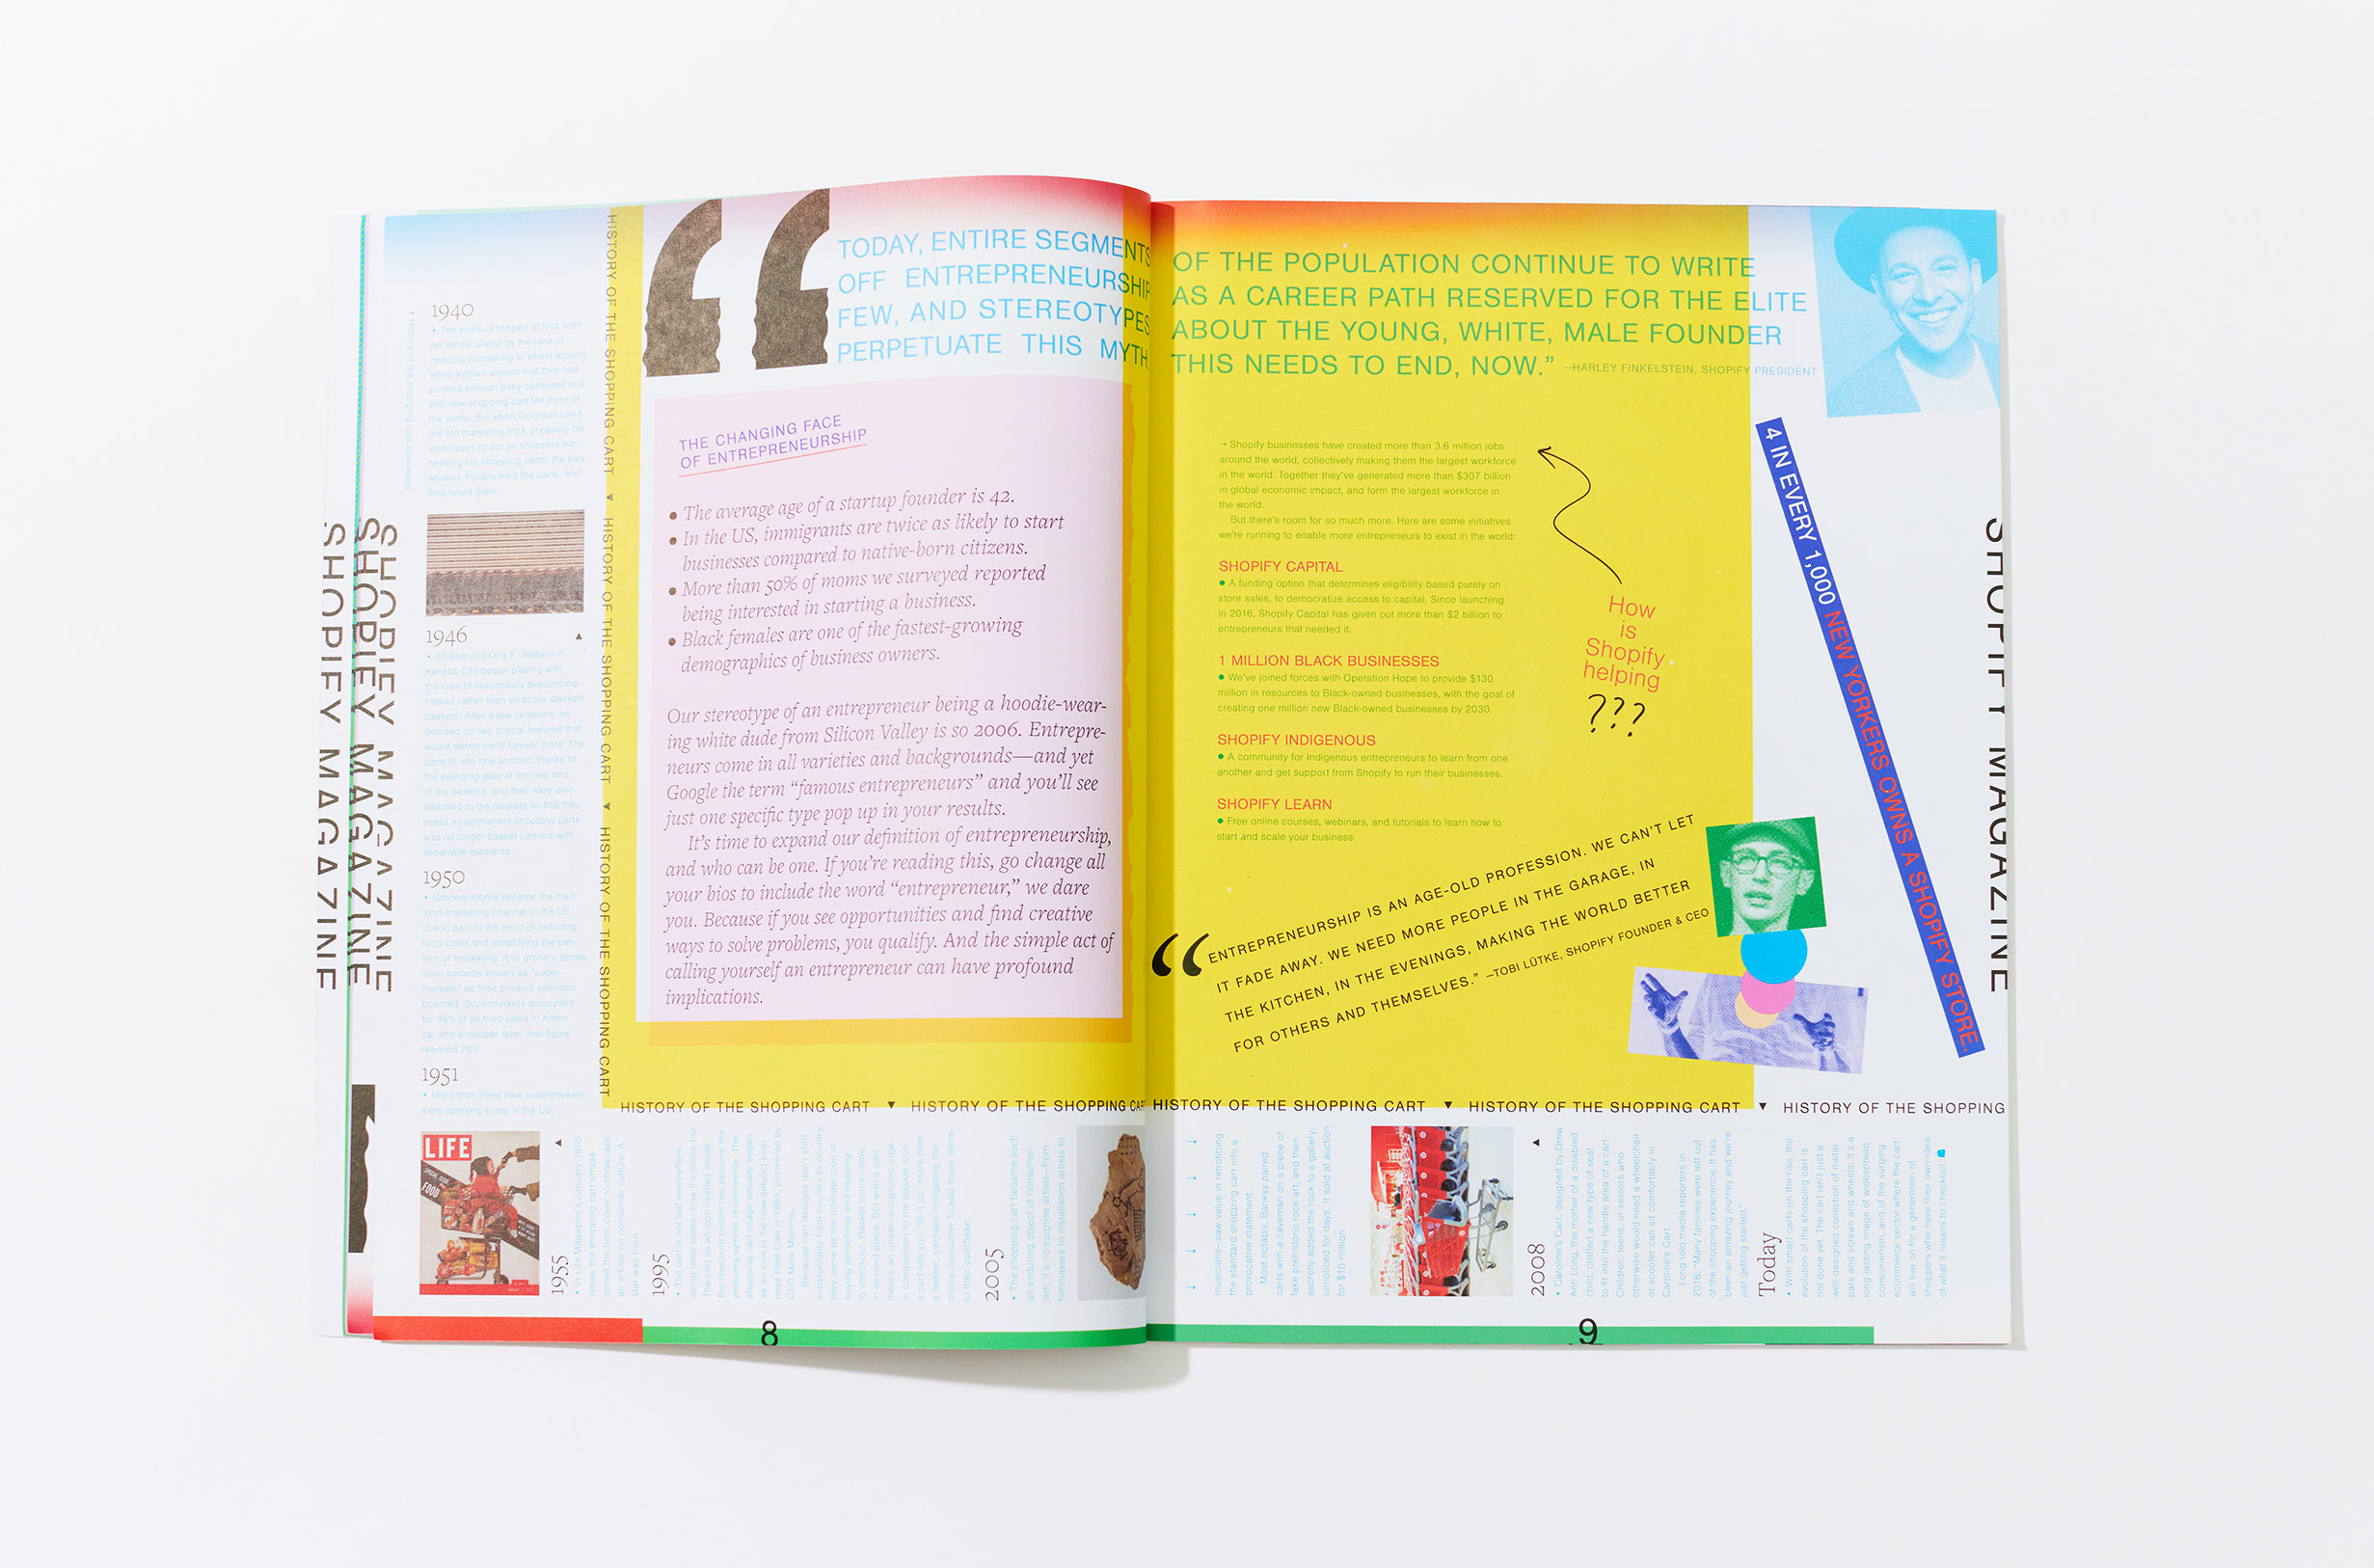 SHOPIFY MAGAZINE
SHOPIFY MAGAZINE
SHOPIFY MAGAZINE
↑ History of the shopping cart continued
1940
• The product flopped at first: men
felt emasculated by the idea of
needing something to wheel around,
while women argued that they had
pushed enough baby carriages and
this new shopping cart felt more of
the same. But when Goldman used
the old marketing trick of paying his
employees to act as shoppers har-
nessing his shopping carts, the ploy
worked. People tried the carts, and
they loved them.
1946
• 50-year-old Orla E. Watson in
Kansas City began playing with
the idea of horizontally telescoping
frames rather than vertically stacked
baskets. After a few iterations, he
decided on two critical features that
would define carts forever more: The
carts fit into one another, thanks to
the swinging gate at the rear end
of the baskets, and they were also
attached to the baskets so that they
acted as permanent shopping carts
and no longer basket carriers with
separable elements.
1950
• Grocery stores became the main
food-marketing channel in the US,
due in part to the trend of reducing
food costs and simplifying the pat-
tern of marketing. And grocery stores
soon became known as "super-
markets" as their product selection
boomed. Supermarkets accounted
for 35% of all food sales in Ameri-
ca, and a decade later, that figure
reached 70%.
1951
• More than three new supermarkets
were opening a day in the US.
HISTORY OF THE SHOPPING CART ▼ HISTORY OF THE SHOPPING CART ▼ HISTORY OF THE SHOPPING CART
“
TODAY, ENTIRE SEGMENTS OF THE POPULATION CONTINUE TO WRITE
OFF ENTREPRENEURSHIP AS A CAREER PATH RESERVED FOR THE ELITE
FEW, AND STEREOTYPES ABOUT THE YOUNG, WHITE, MALE FOUNDER
PERPETUATE THIS MYTH. THIS NEEDS TO END, NOW.” —HARLEY FINKELSTEIN, SHOPIFY PRESIDENT
THE CHANGING FACE
OF ENTREPRENEURSHIP
• The average age of a startup founder is 42.
• In the US, immigrants are twice as likely to start
businesses compared to native-born citizens.
• More than 50% of moms we surveyed reported
being interested in starting a business.
• Black females are one of the fastest-growing
demographics of business owners.
Our stereotype of an entrepreneur being a hoodie-wear-
ing white dude from Silicon Valley is so 2006. Entrepre-
neurs come in all varieties and backgrounds—and yet
Google the term “famous entrepreneurs” and you’ll see
just one specific type pop up in your results.
It’s time to expand our definition of entrepreneurship,
and who can be one. If you’re reading this, go change all
your bios to include the word “entrepreneur,” we dare
you. Because if you see opportunities and find creative
ways to solve problems, you qualify. And the simple act of
calling yourself an entrepreneur can have profound
implications.
→ Shopify businesses have created more than 3.6 million jobs
around the world, collectively making them the largest workforce
in the world. Together they’ve generated more than $307 billion
in global economic impact, and form the largest workforce in
the world.
But there’s room for so much more. Here are some initiatives
we’re running to enable more entrepreneurs to exist in the world:
SHOPIFY CAPITAL
• A funding option that determines eligibility based purely on
store sales, to democratize access to capital. Since launching
in 2016, Shopify Capital has given out more than $2 billion to
entrepreneurs that needed it.
1 MILLION BLACK BUSINESSES
• We’ve joined forces with Operation Hope to provide $130
million in resources to Black-owned businesses, with the goal of
creating one million new Black-owned businesses by 2030.
SHOPIFY INDIGENOUS
• A community for Indigenous entrepreneurs to learn from one
another and get support from Shopify to run their businesses.
SHOPIFY LEARN
• Free online courses, webinars, and tutorials to learn how to
start and scale your business.
How
is
Shopify
helping
???
“ENTREPRENEURSHIP IS AN AGE-OLD PROFESSION. WE CAN’T LET
IT FADE AWAY. WE NEED MORE PEOPLE IN THE GARAGE, IN
THE KITCHEN, IN THE EVENINGS, MAKING THE WORLD BETTER
FOR OTHERS AND THEMSELVES.” —TOBI LÜTKE, SHOPIFY FOUNDER & CEO
4 IN EVERY 1,000 NEW YORKERS OWNS A SHOPIFY STORE.
SHOPIFY MAGAZINE
HISTORY OF THE SHOPPING CART ▼ HISTORY OF THE SHOPPING CART
HISTORY OF THE SHOPPING CART ▼ HISTORY OF THE SHOPPING CART ▼ HISTORY OF THE SHOPPING
LIFE
FOOD
1955
• In Life Magazine’s January 1955
issue, the shopping cart embla-
zoned the front cover to showcase
an article on consumer culture. A
star was born.
1995
• The cart is not just everywhere
along retail aisles—now, it’s online too.
The cart as an icon nested inside
the checkout button has become the
enduring symbol of commerce. The
shopping cart image actually began
as an icon in the now-defunct busi-
ness Real Cart in 1995, pioneered by
CEO Mark
Because cart designs don’t shift
substantially from country to country,
they serve as the ultimate icon of
buying something and heading
to checkout. Basket icons come
in second place. But with a cart,
there’s an under-recognized urge
in contrast to the basket icon:
a cart lets you “fill it up” more than
a basket, persuasively impelling the
online consumer to add more items
to their purchase.
2005
• The shopping cart became such
an enduring object of consumer-
ism, it’s no surprise artists—from
filmmakers to installation artists to
musicians—saw value in retrofitting
the standard shopping cart into a
provocative statement.
Most notably, Banksy paired
carts with a caveman on a piece of
fake prehistoric rock art, and then
secretly added the rock to a gallery,
unnoticed for days. It sold at auction
for $10 million.
2008
• Caroline’s Cart, designed by Drew
Ann Long, the mother of a disabled
child, crafted a new type of seat
to fit into the handle area of a cart.
Children, teens, or seniors who
otherwise would need a wheelchair
or scooter can sit comfortably in
Caroline’s Cart.
Long told media reporters in
2016: “Many families were left out
of the shopping experience. It has
been an amazing journey and we’re
just getting started.”
Today
• With smart carts on the rise, the
evolution of the shopping cart is
not done yet. The cart isn’t just a
well-designed collection of metal
bars and screws and wheels; it’s a
long-lasting image of widespread
consumerism, and of the surging
ecommerce sector where the cart
will live on for a generation of
shoppers who have their own idea
of what it means to checkout.
8
9